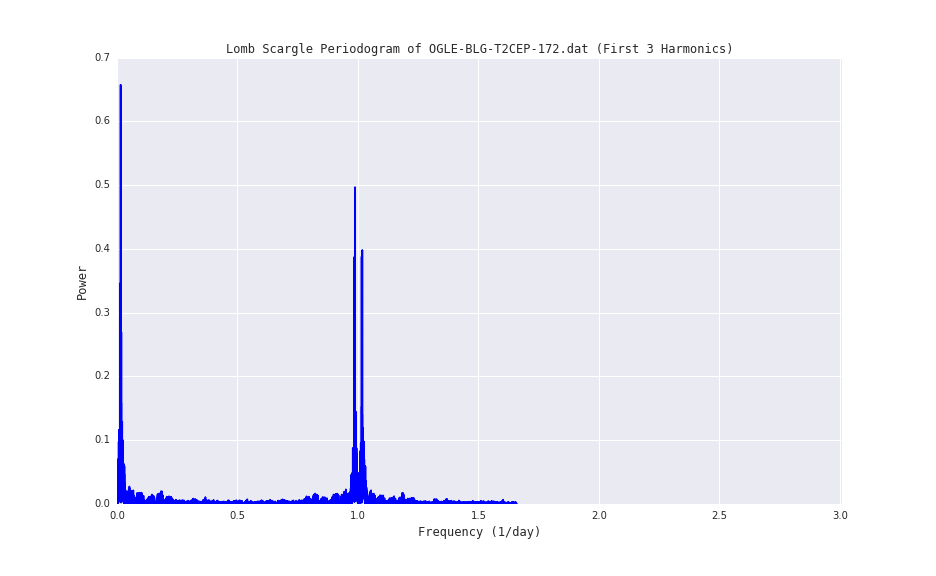 Lomb Scargle Periodogram of OGLE-BLG-T2CEP-172.dat (First 3 Harmonics)
0.7
0.6
0.5
0.4
0.3
0.2
0.1
0.0
Power
0.0 0.5 1.0 1.5 2.0 2.5 3.0
Frequency (1/day)